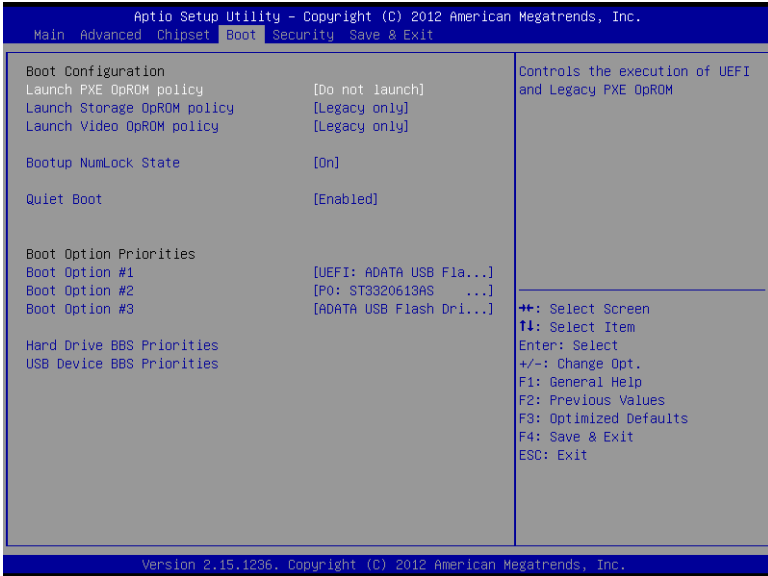 Aptio Setup Utility – Copyright (C) 2012 American Megatrends, Inc.
Main Advanced Chipset Boot Security Save & Exit
Boot Configuration
Launch PXE OpROM policy [Do not launch]
Launch Storage OpROM policy [Legacy only]
Launch Video OpROM policy [Legacy only]
Bootup NumLock State [On]
Quiet Boot [Enabled]
Boot Option Priorities
Boot Option #1 [UEFI: ADATA USB Fla...]
Boot Option #2 [P0: ST3320613AS ...]
Boot Option #3 [ADATA USB Flash Dri...]
Hard Drive BBS Priorities
USB Device BBS Priorities
Controls the execution of UEFI
and Legacy PXE OpROM
→←: Select Screen
↑↓: Select Item
Enter: Select
+/-: Change Opt.
F1: General Help
F2: Previous Values
F3: Optimized Defaults
F4: Save & Exit
ESC: Exit
Version 2.15.1236. Copyright (C) 2012 American Megatrends, Inc.